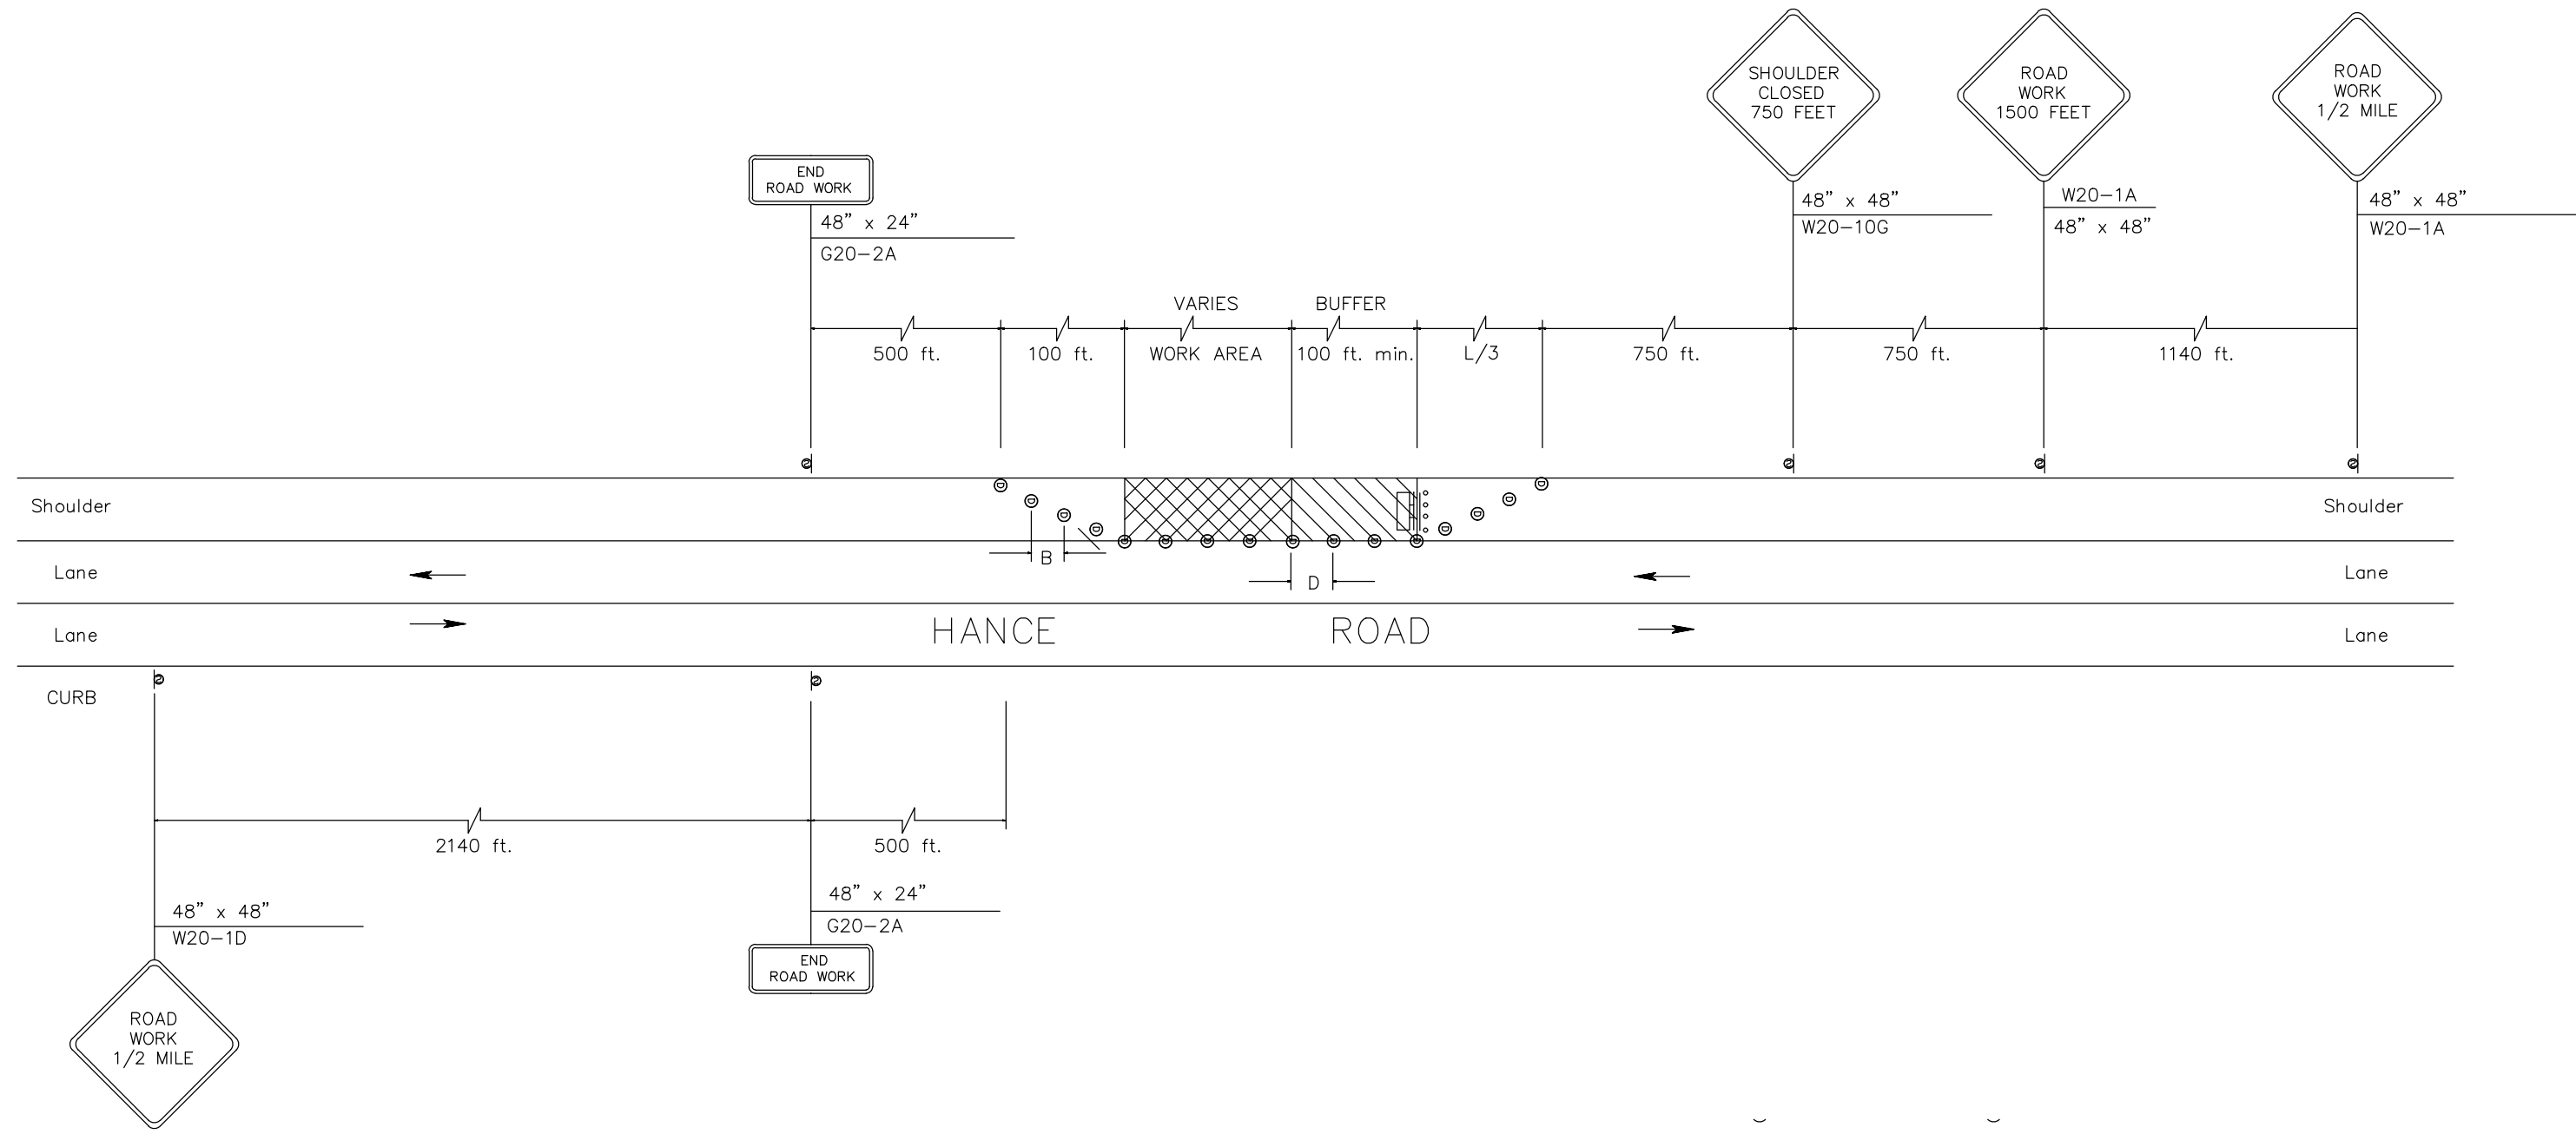 SHOULDER
CLOSED
750 FEET
ROAD
WORK
1500 FEET
ROAD
WORK
1/2 MILE
END
ROAD WORK
48” x 24”
G20-2A
48” x 48”
W20-10G
W20-1A
48” x 48”
48” x 48”
W20-1A
VARIES
BUFFER
500 ft.
100 ft.
WORK AREA
100 ft. min.
L/3
750 ft.
750 ft.
1140 ft.
Shoulder
Shoulder
B
Lane
D
Lane
Lane
HANCE ROAD
Lane
CURB
2140 ft.
500 ft.
48” x 48”
W20-1D
48” x 24”
G20-2A
END
ROAD WORK
ROAD
WORK
1/2 MILE